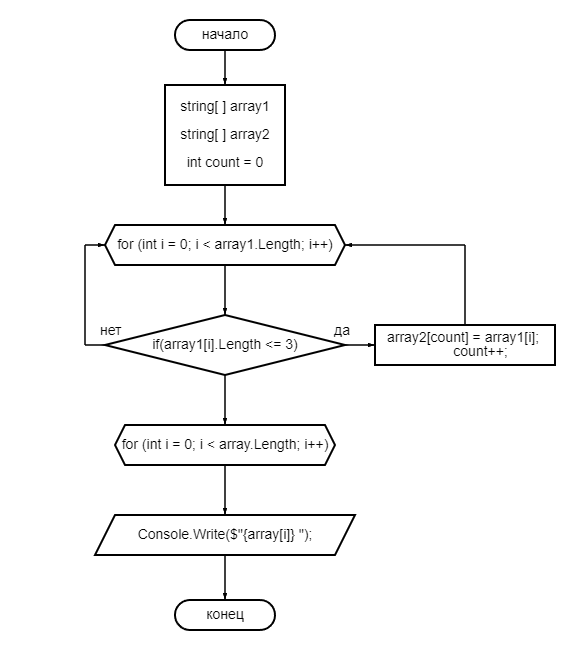 начало
string[ ] array1
string[ ] array2
int count = 0
for (int i = 0; i < array1.Length; i++)
нет
да
if(array1[i].Length <= 3)
array2[count] = array1[i];
count++;
for (int i = 0; i < array.Length; i++)
Console.Write($"{array[i]} ");
конец